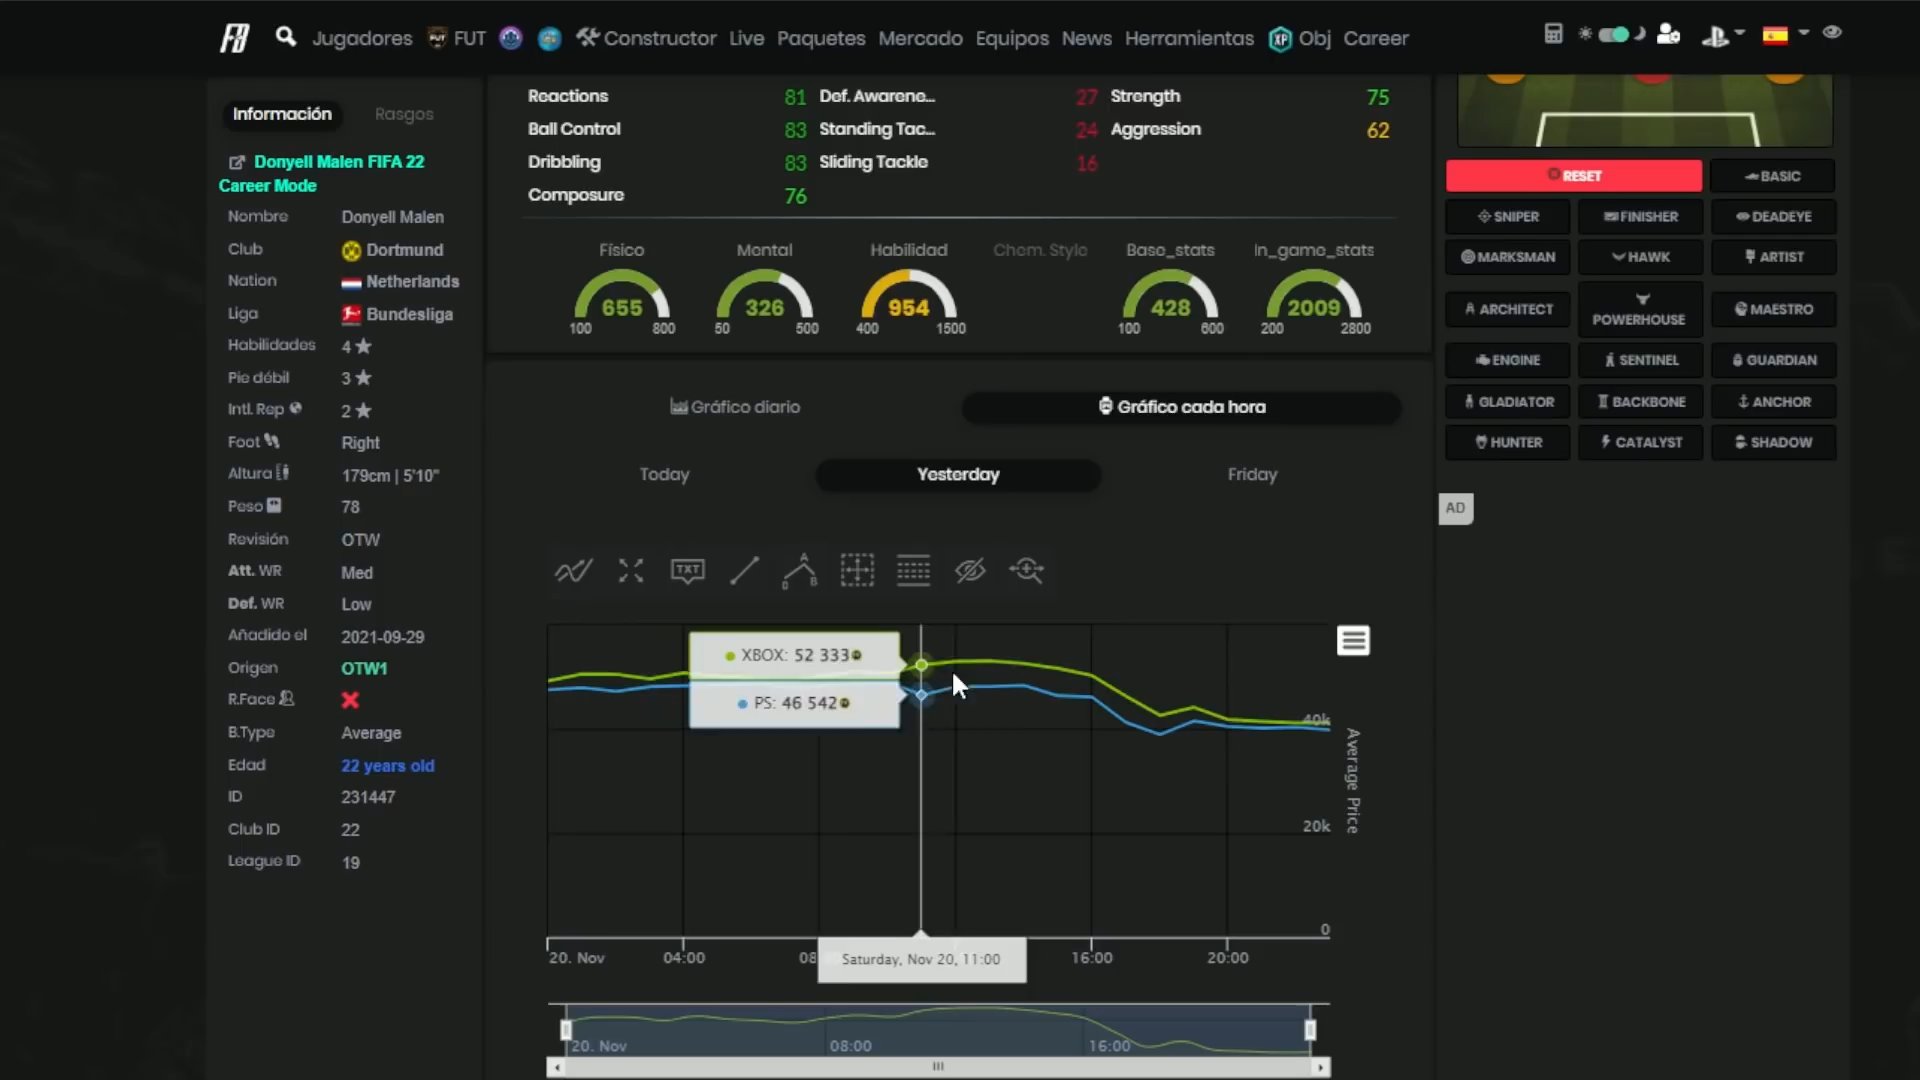 Jugadores FUT Constructor Live Paquetes Mercado Equipos News Herramientas XP Obj Career
Información Rasgos
Donyell Malen FIFA 22
Career Mode
Nombre Donyell Malen
Club Dortmund
Nation Netherlands
Liga Bundesliga
Habilidades 4
Pie débil 3
Intl. Rep 2
Foot Right
Altura 179cm | 5'10"
Peso 78
Revisión OTW
Att. WR Med
Def. WR Low
Añadido el 2021-09-29
Origen OTW1
R.Face
B.Type Average
Edad 22 years old
ID 231447
Club ID 22
League ID 19
Reactions 81 Def. Awarene... 27 Strength 75
Ball Control 83 Standing Tac... 24 Aggression 62
Dribbling 83 Sliding Tackle 16
Composure 76
Físico Mental Habilidad Chem. Style Base_stats In_game_stats
655 326 954 428 2009
100 800 50 500 400 1500 100 600 200 2800
Gráfico diario Gráfico cada hora
Today Yesterday Friday
TXT A B
XBOX: 52 333
PS: 46 542
40k
20k
0
Average Price
20. Nov 04:00 08 16:00 20:00
Saturday, Nov 20, 11:00
20. Nov 08:00 16:00
RESET BASIC
SNIPER FINISHER DEADEYE
MARKSMAN HAWK ARTIST
ARCHITECT POWERHOUSE MAESTRO
ENGINE SENTINEL GUARDIAN
GLADIATOR BACKBONE ANCHOR
HUNTER CATALYST SHADOW
AD